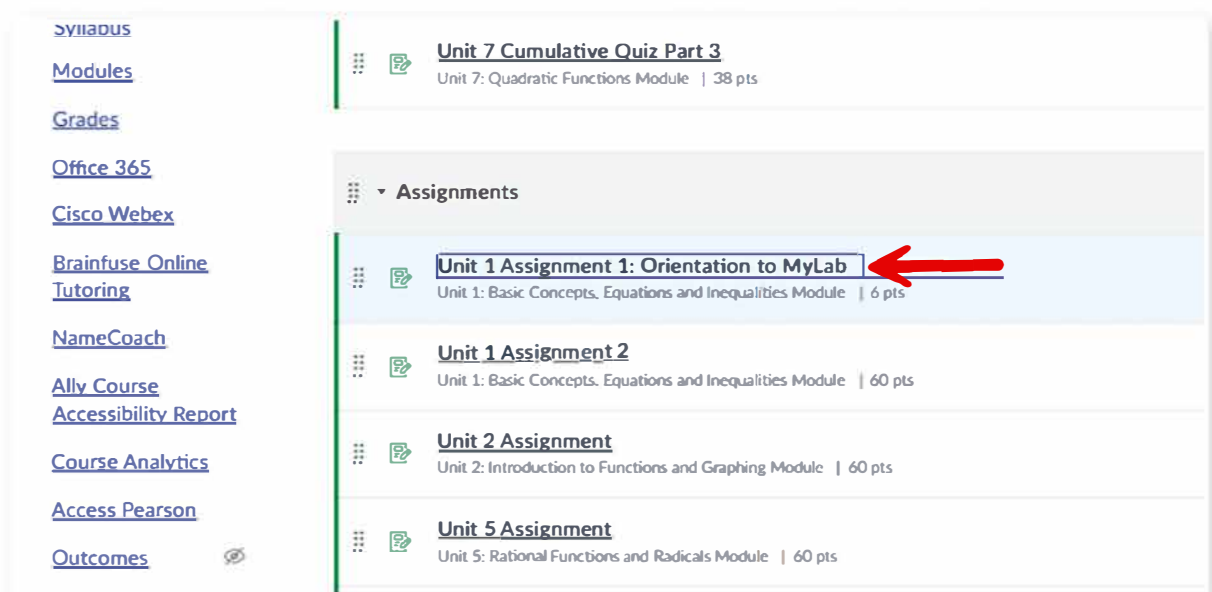 Syllabus
Modules
Grades
Office 365
Cisco Webex
Brainfuse Online
Tutoring
NameCoach
Ally Course
Accessibility Report
Course Analytics
Access Pearson
Outcomes
Unit 7 Cumulative Quiz Part 3
Unit 7: Quadratic Functions Module | 38 pts
Assignments
Unit 1 Assignment 1: Orientation to MyLab
Unit 1: Basic Concepts, Equations and Inequalities Module | 6 pts
Unit 1 Assignment 2
Unit 1: Basic Concepts, Equations and Inequalities Module | 60 pts
Unit 2 Assignment
Unit 2: Introduction to Functions and Graphing Module | 60 pts
Unit 5 Assignment
Unit 5: Rational Functions and Radicals Module | 60 pts